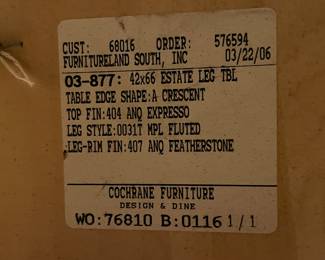 CUST: 68016 ORDER: 576594
FURNITURELAND SOUTH, INC 03/22/06
03-877: 42x66 ESTATE LEG TBL
TABLE EDGE SHAPE:A CRESCENT
TOP FIN:404 ANQ EXPRESSO
LEG STYLE:0031T MPL FLUTED
LEG-RIM FIN:407 ANQ FEATHERSTONE
COCHRANE FURNITURE
DESIGN & DINE
WO:76810 B:0116 1/1